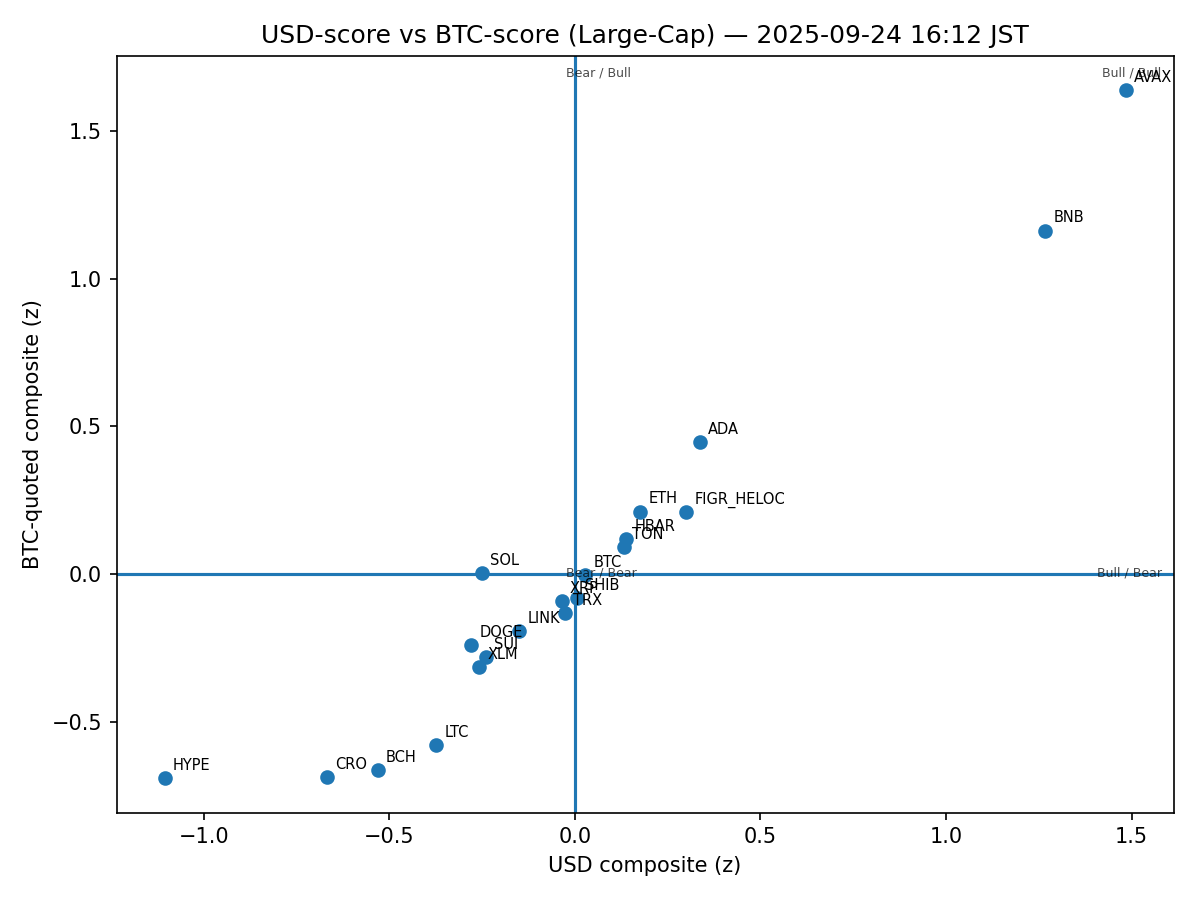 USD-score vs BTC-score (Large-Cap) — 2025-09-24 16:12 JST
Bear / Bull
Bull / Bull
AVAX
1.5
BNB
1.0
ADA
0.5
ETH
FIGR_HELOC
HBAR
TON
SOL
BTC
0.0
Bear / Bear
Bull / Bear
XRP
SHIB
TRX
LINK
DOGE
SUI
XLM
−0.5
LTC
BCH
CRO
HYPE
−1.0
−0.5
0.0
0.5
1.0
1.5
USD composite (z)
BTC-quoted composite (z)